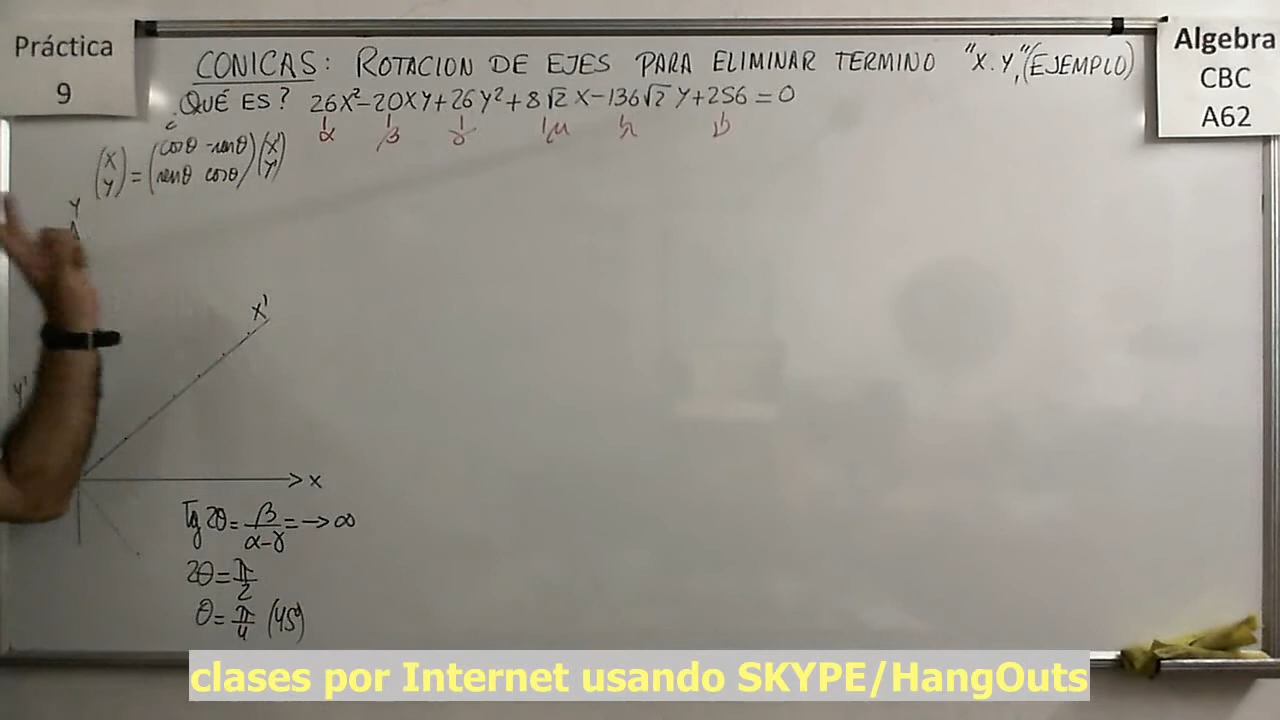 Práctica
9
Algebra
CBC
A62
CONICAS: ROTACION DE EJES PARA ELIMINAR TERMINO "X.Y" (EJEMPLO)
¿QUÉ ES? 26X²-20XY+26Y²+8√2 X-136√2 Y+256=0
α β γ μ η ν
(X Y) = (cosθ -senθ senθ cosθ)(X' Y')
Y
X'
Y'
X
Tg 2θ = β/(α-γ) = → ∞
2θ = π/2
θ = π/4 (45°)
clases por Internet usando SKYPE/HangOuts